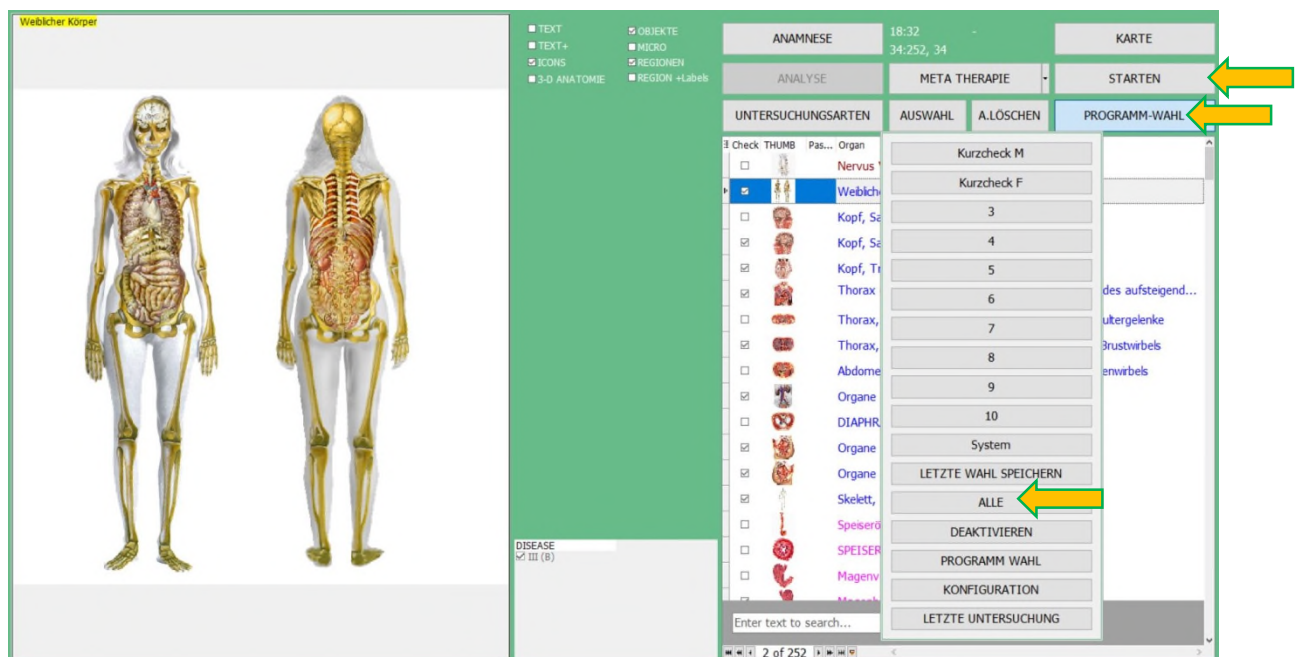 Weiblicher Körper
TEXT
TEXT+
ICONS
3-D ANATOMIE
OBJEKTE
MICRO
REGIONEN
REGION +Labels
ANAMNESE
18:32 -
34:252, 34
KARTE
ANALYSE
META THERAPIE
STARTEN
UNTERSUCHUNGSARTEN
AUSWAHL
A.LÖSCHEN
PROGRAMM-WAHL
Check THUMB Pas... Organ
Nervus
Weiblich
Kopf, Sa
Kopf, Sa
Kopf, Tr
Thorax
des aufsteigend...
Thorax,
ultergelenke
Thorax,
Brustwirbels
Abdome
enwirbels
Organe
DIAPHR
Organe
Organe
Skelett,
Speiserö
SPEISER
Magenv
Kurzcheck M
Kurzcheck F
3
4
5
6
7
8
9
10
System
LETZTE WAHL SPEICHERN
ALLE
DEAKTIVIEREN
PROGRAMM WAHL
KONFIGURATION
LETZTE UNTERSUCHUNG
DISEASE
III (B)
Enter text to search...
2 of 252